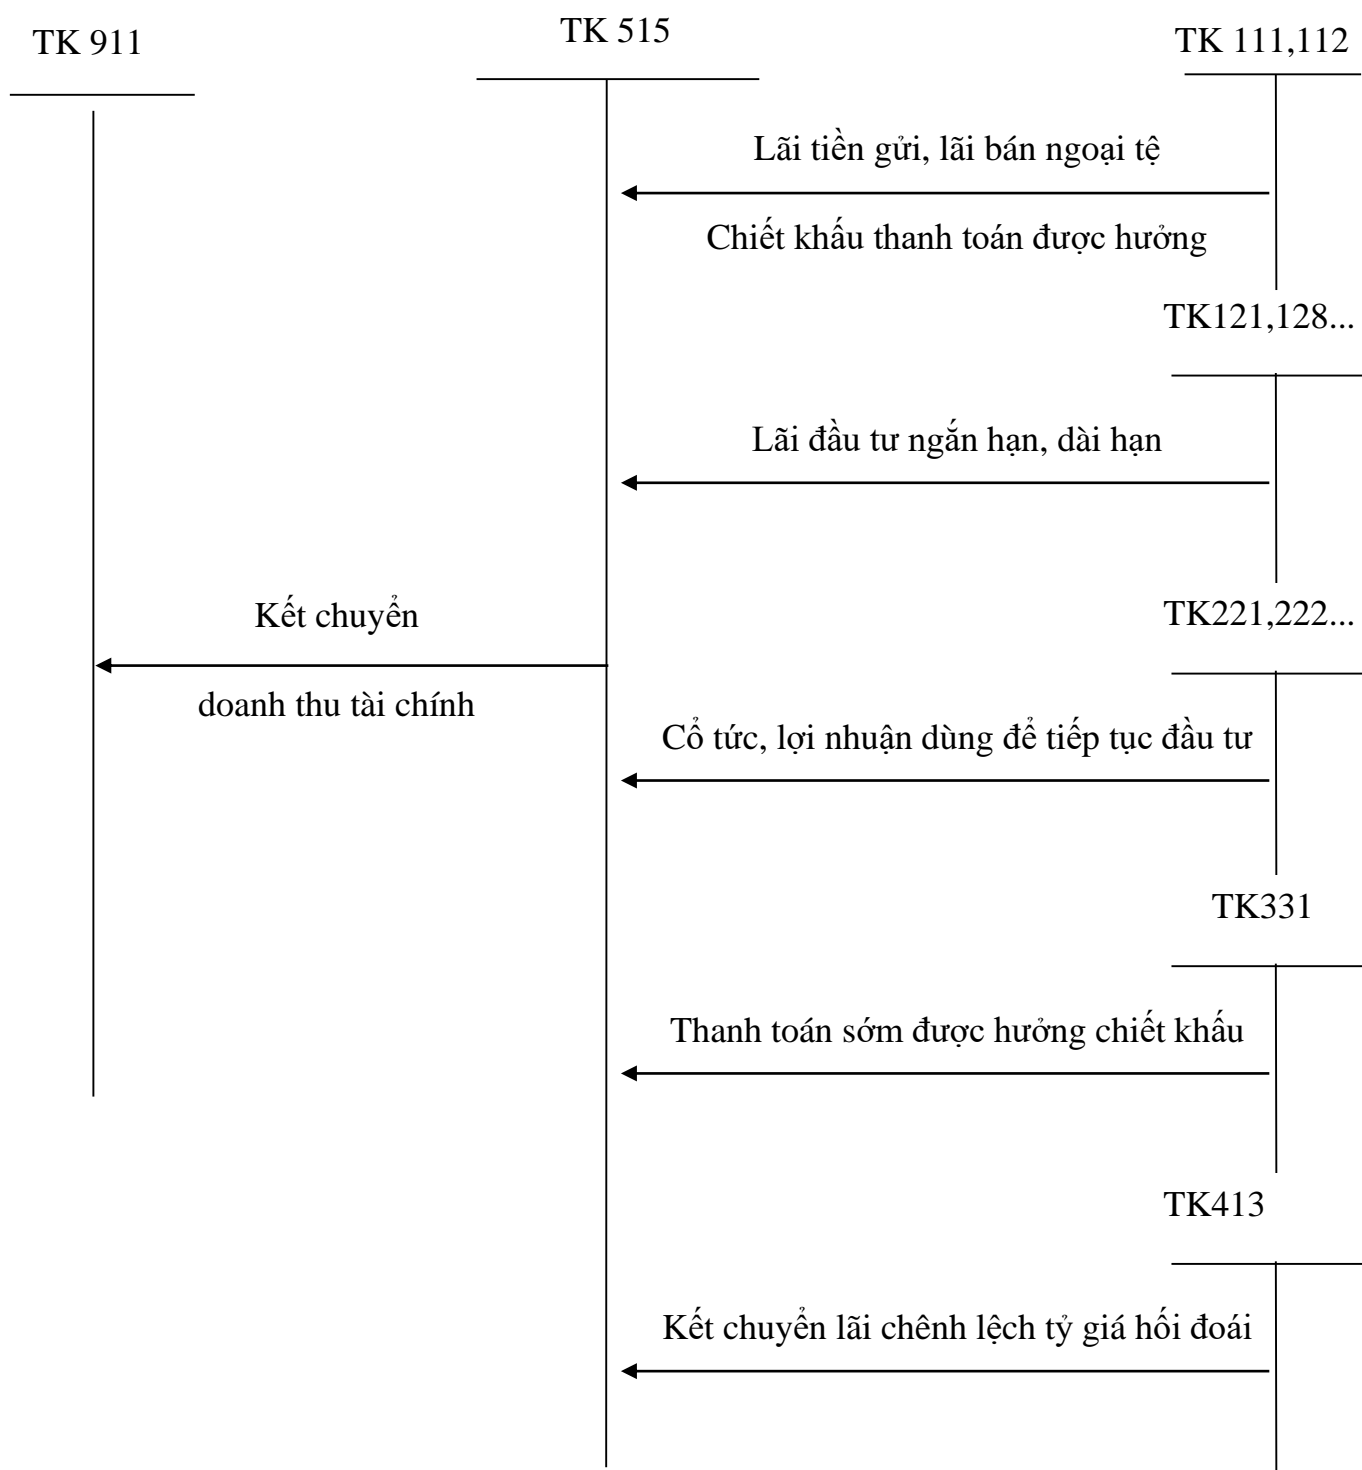 TK 911
TK 515
TK 111,112
Lãi tiền gửi, lãi bán ngoại tệ
Chiết khấu thanh toán được hưởng
TK121,128...
Lãi đầu tư ngắn hạn, dài hạn
Kết chuyển
doanh thu tài chính
TK221,222...
Cổ tức, lợi nhuận dùng để tiếp tục đầu tư
TK331
Thanh toán sớm được hưởng chiết khấu
TK413
Kết chuyển lãi chênh lệch tỷ giá hối đoái